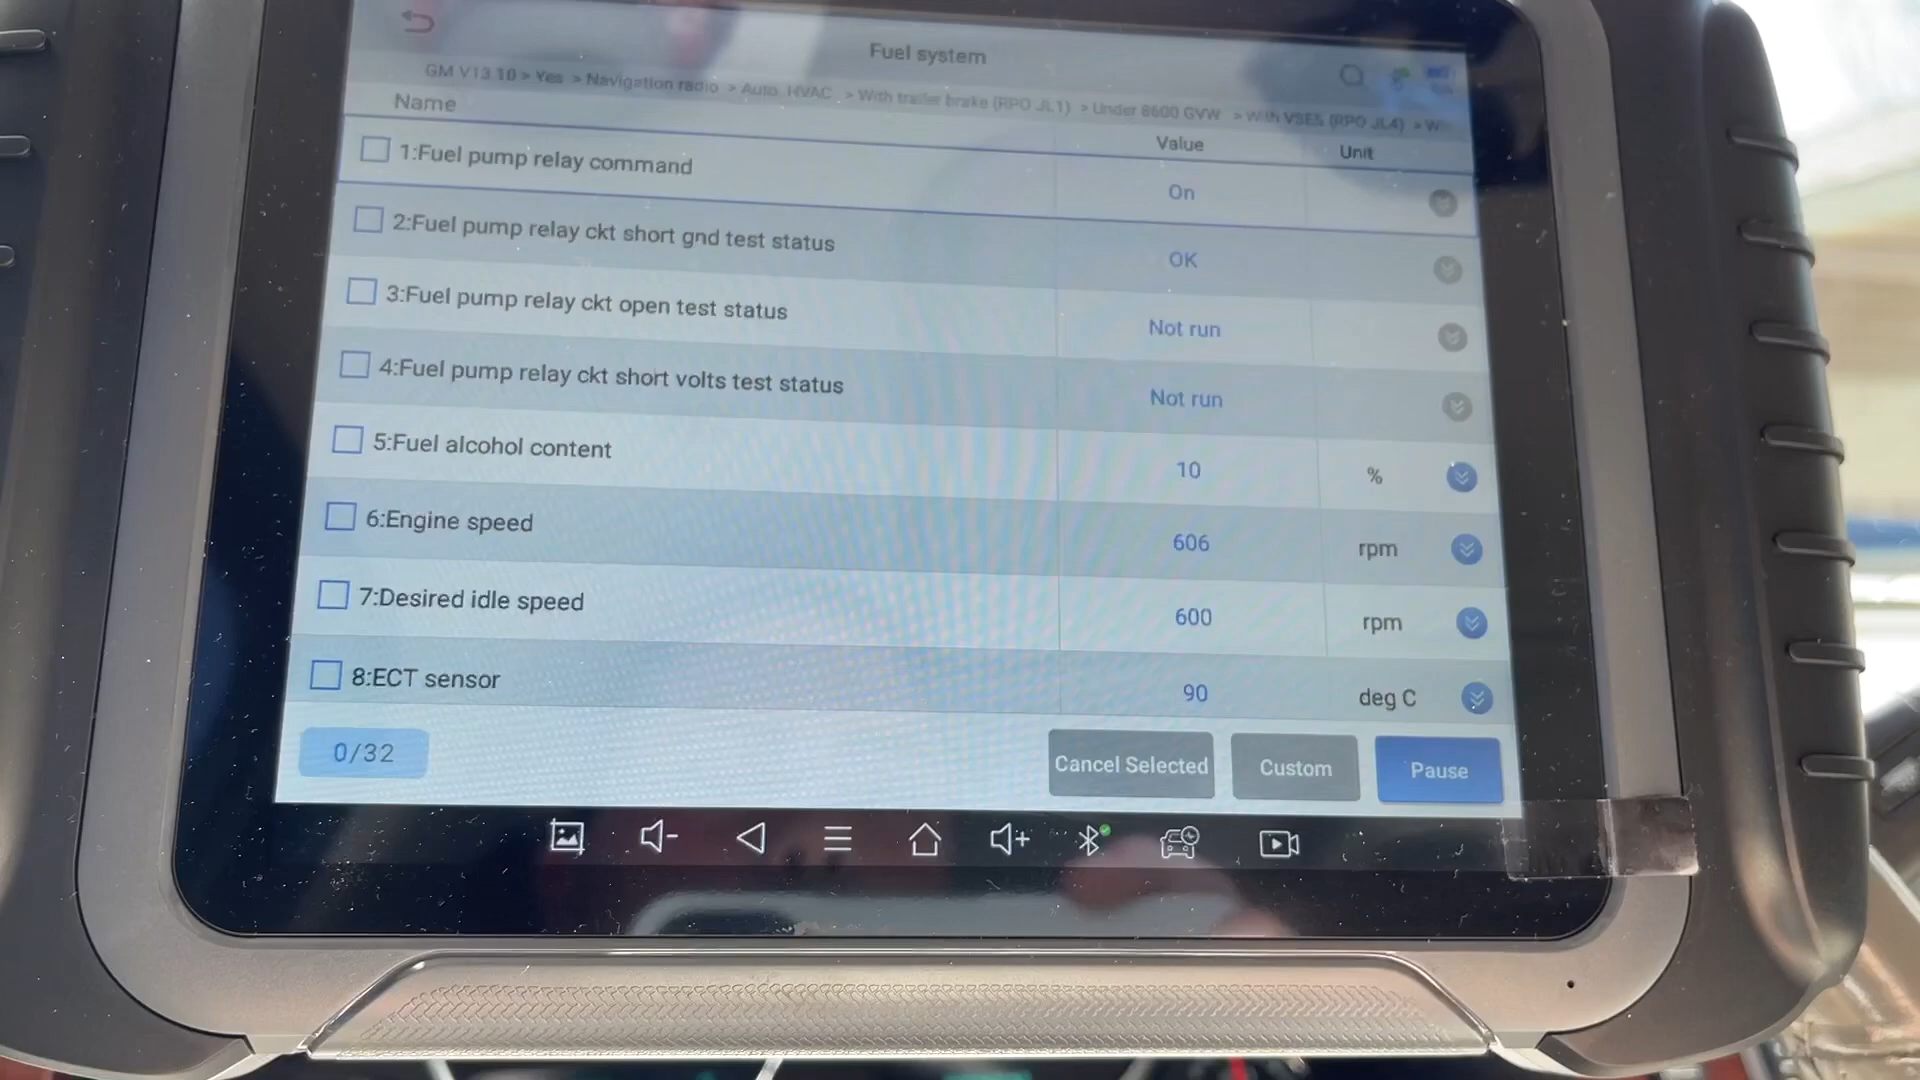 Fuel system
GM V13.10 > Yes > Navigation radio > Auto. HVAC > With trailer brake (RPO JL1) > Under 8600 GVW > With VSES (RPO JL4) > W
Name Value Unit
1:Fuel pump relay command On
2:Fuel pump relay ckt short gnd test status OK
3:Fuel pump relay ckt open test status Not run
4:Fuel pump relay ckt short volts test status Not run
5:Fuel alcohol content 10 %
6:Engine speed 606 rpm
7:Desired idle speed 600 rpm
8:ECT sensor 90 deg C
0/32 Cancel Selected Custom Pause